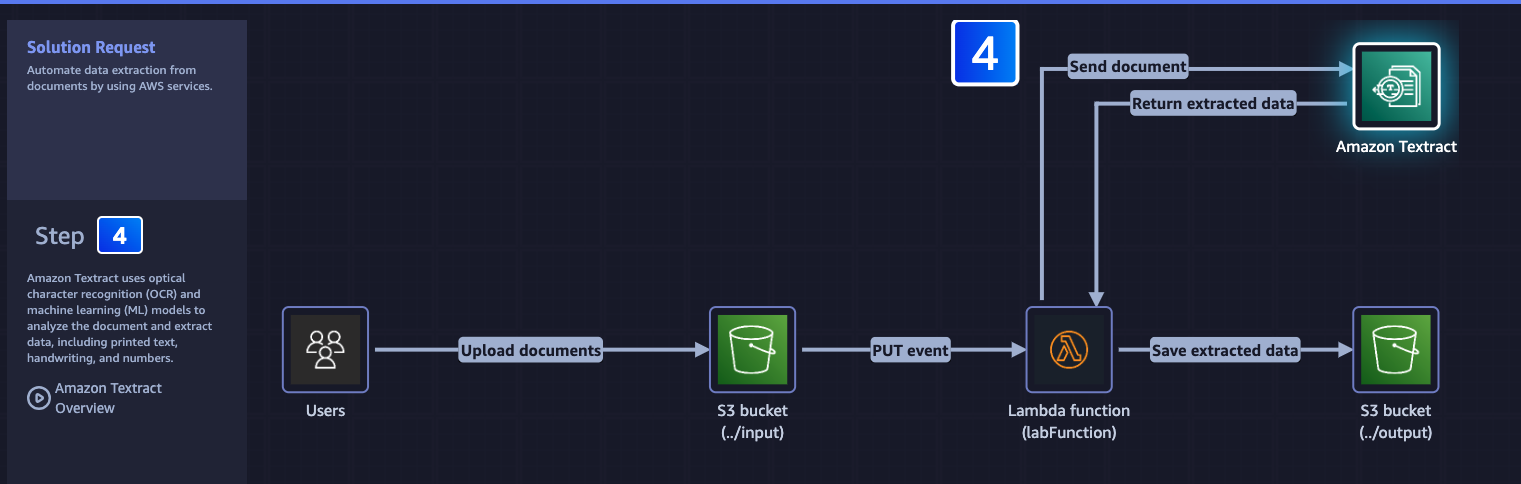 Solution Request
Automate data extraction from
documents by using AWS services.
Step 4
Amazon Textract uses optical
character recognition (OCR) and
machine learning (ML) models to
analyze the document and extract
data, including printed text,
handwriting, and numbers.
Amazon Textract
Overview
4
Send document
Return extracted data
Amazon Textract
Upload documents
PUT event
Save extracted data
Users
S3 bucket
(../input)
Lambda function
(labFunction)
S3 bucket
(../output)